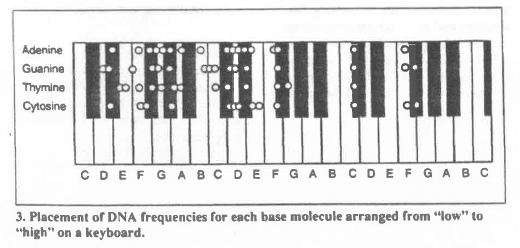 Adenine
Guanine
Thymine
Cytosine
C D E F G A B C D E F G A B C D E F G A B C
3. Placement of DNA frequencies for each base molecule arranged from “low” to
“high” on a keyboard.